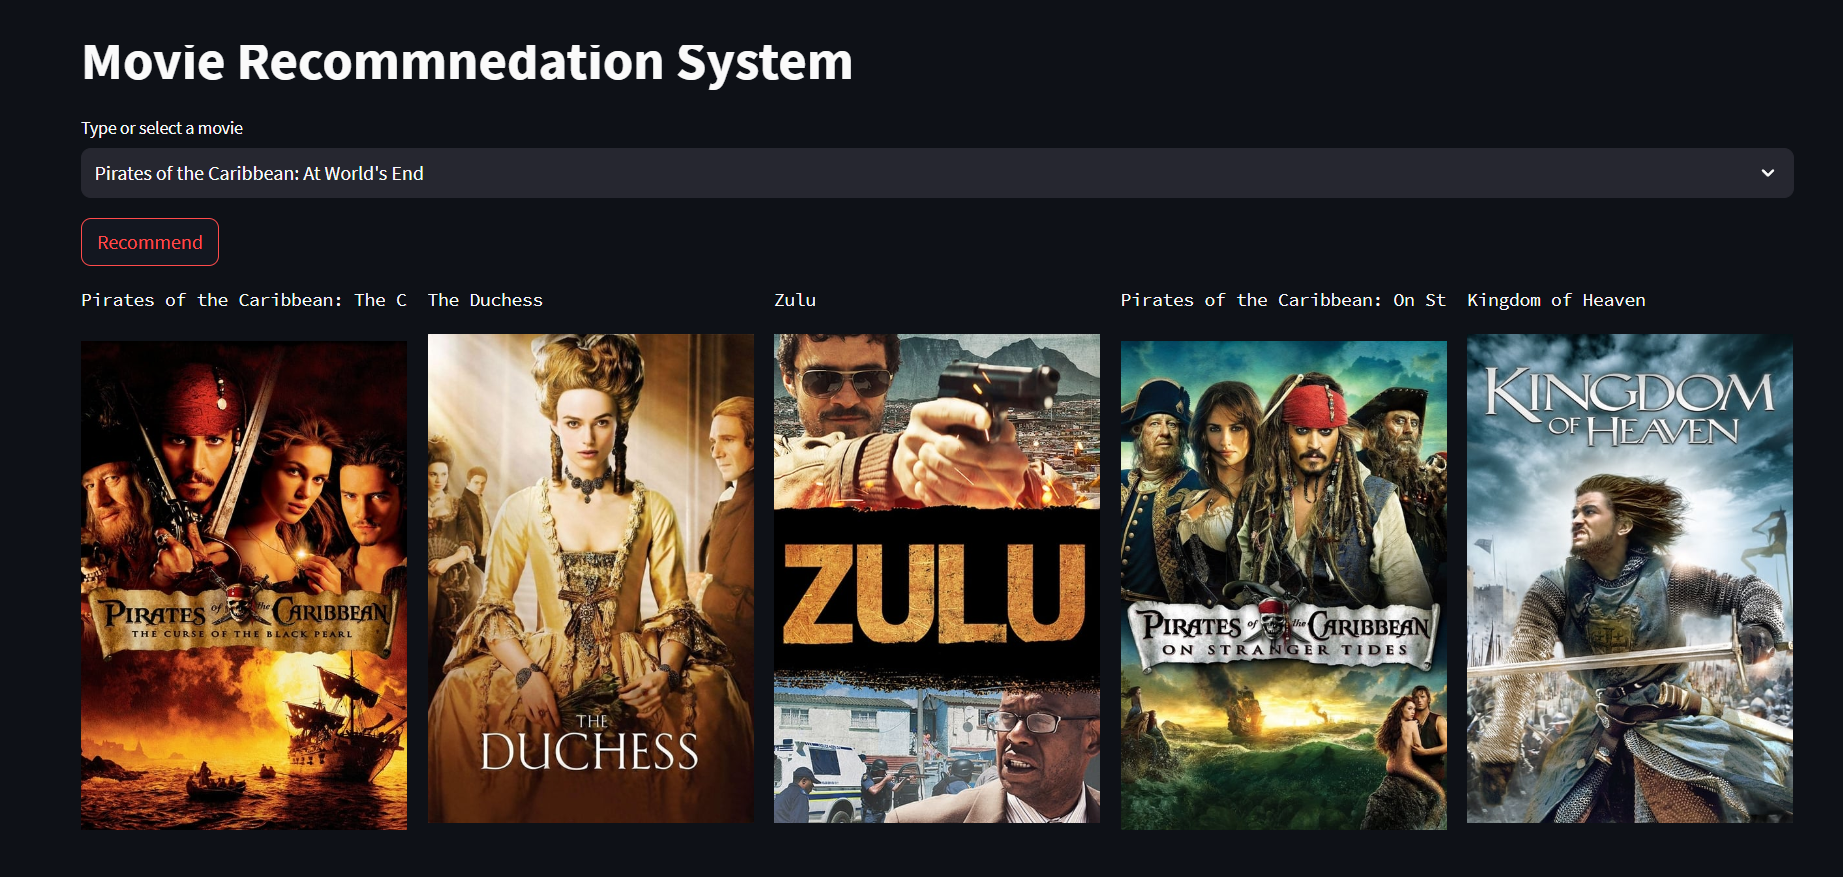 Movie Recommnedation System
Type or select a movie
Pirates of the Caribbean: At World's End
Recommend
Pirates of the Caribbean: The C
The Duchess
Zulu
Pirates of the Caribbean: On St
Kingdom of Heaven
PIRATES of the CARIBBEAN
THE CURSE OF THE BLACK PEARL
THE
DUCHESS
ZULU
PIRATES of the CARIBBEAN
ON STRANGER TIDES
KINGDOM
OF HEAVEN